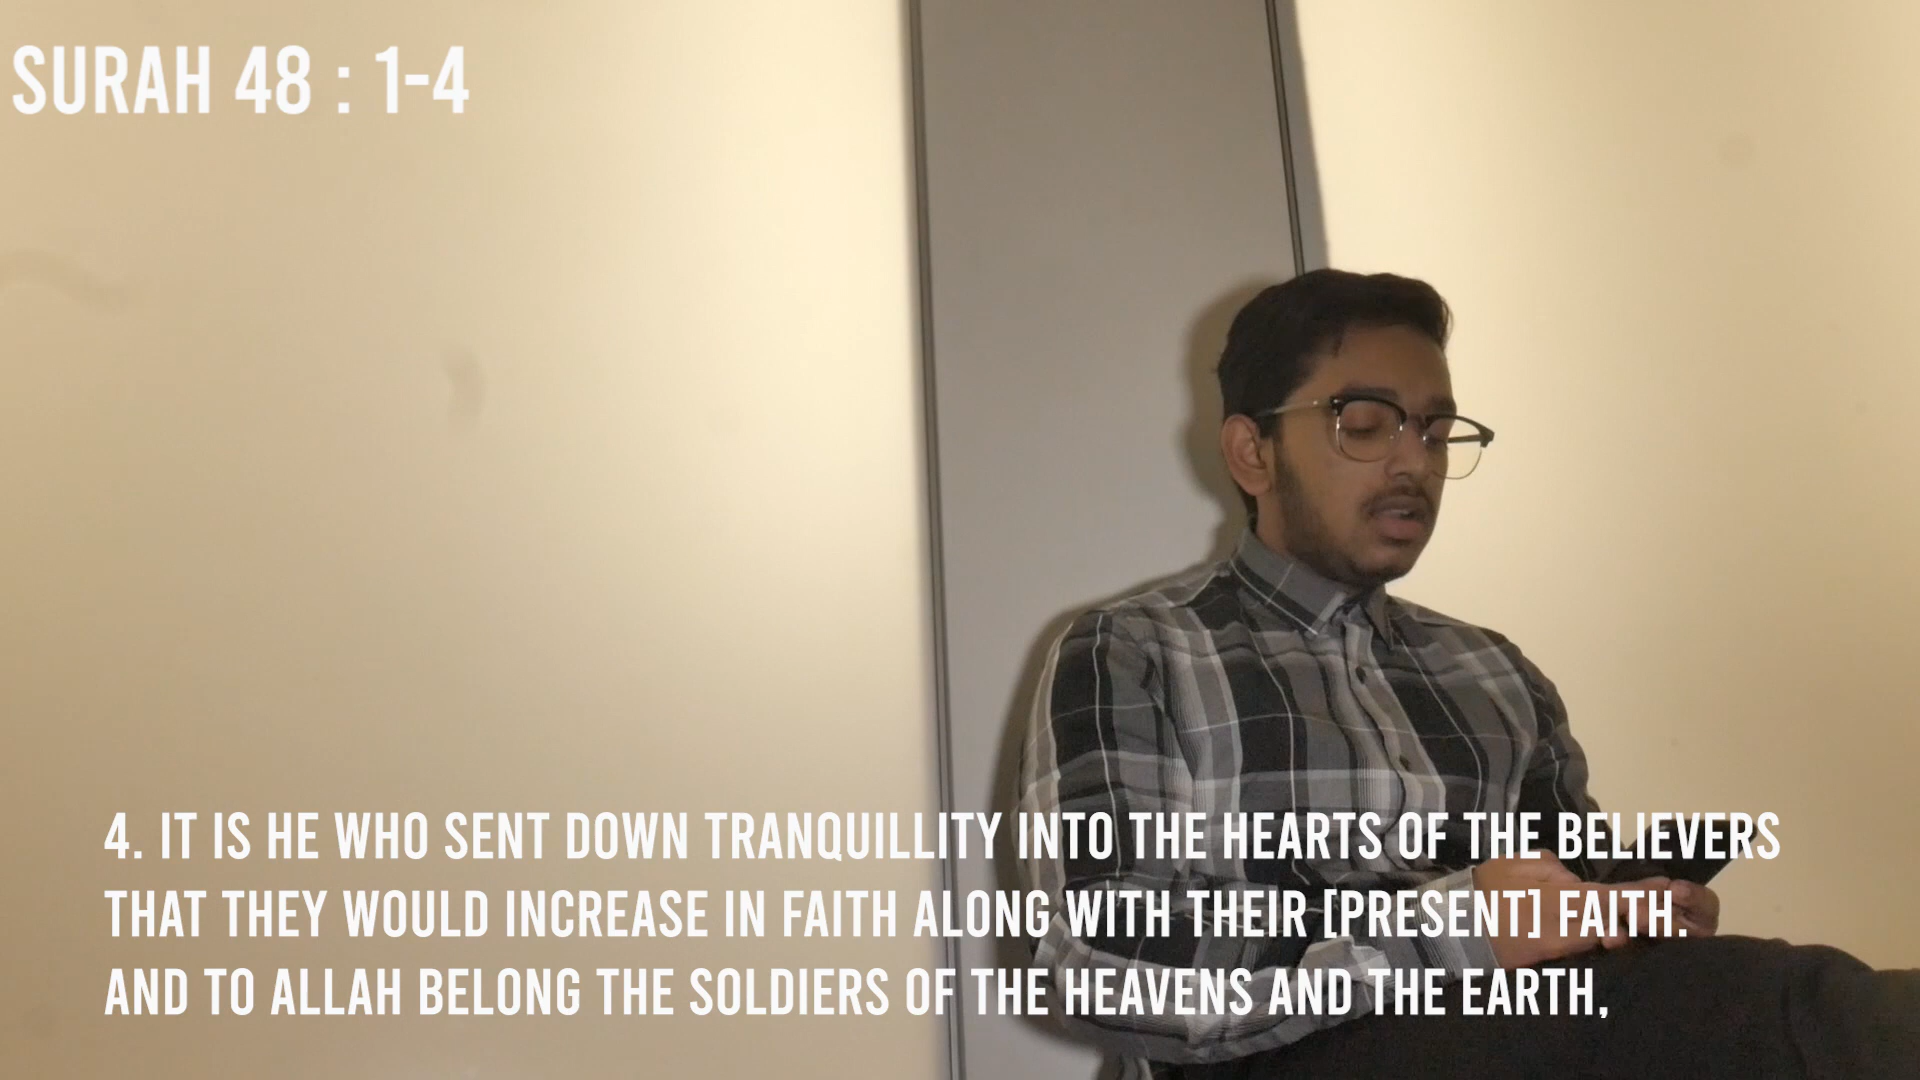 SURAH 48 : 1-4
4. IT IS HE WHO SENT DOWN TRANQUILLITY INTO THE HEARTS OF THE BELIEVERS
THAT THEY WOULD INCREASE IN FAITH ALONG WITH THEIR [PRESENT] FAITH.
AND TO ALLAH BELONG THE SOLDIERS OF THE HEAVENS AND THE EARTH,